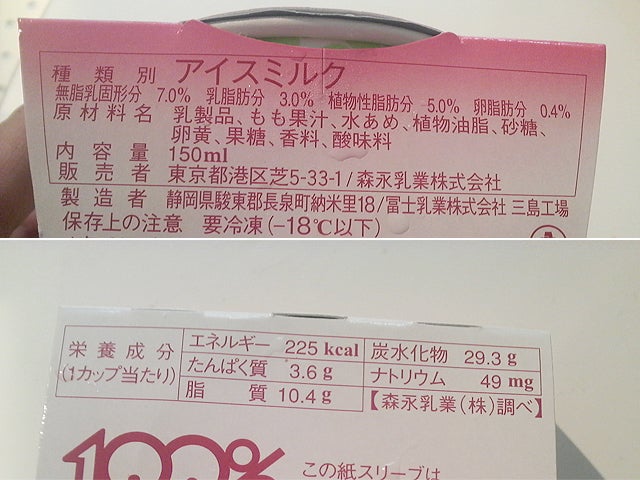 種類別 アイスミルク
無脂乳固形分 7.0% 乳脂肪分 3.0% 植物性脂肪分 5.0% 卵脂肪分 0.4%
原材料名 乳製品、もも果汁、水あめ、植物油脂、砂糖、
卵黄、果糖、香料、酸味料
内容量 150ml
販売者 東京都港区芝5-33-1/森永乳業株式会社
製造者 静岡県駿東郡長泉町納米里18/冨士乳業株式会社 三島工場
保存上の注意 要冷凍(−18℃以下)
栄養成分
(1カップ当たり)
エネルギー 225 kcal 炭水化物 29.3 g
たんぱく質 3.6 g ナトリウム 49 mg
脂質 10.4 g 【森永乳業(株)調べ】
100%
この紙スリーブは